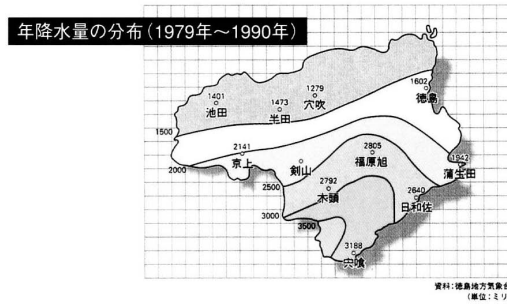 年降水量の分布（1979年〜1990年）
1602
徳島
1279
穴吹
1401
池田
1473
半田
1500
2141
京上
2000
剣山
2805
福原旭
1942
蒲生田
2500
2792
木頭
2640
日和佐
3000
3500
3188
宍喰
資料：徳島地方気象台
（単位：ミリ